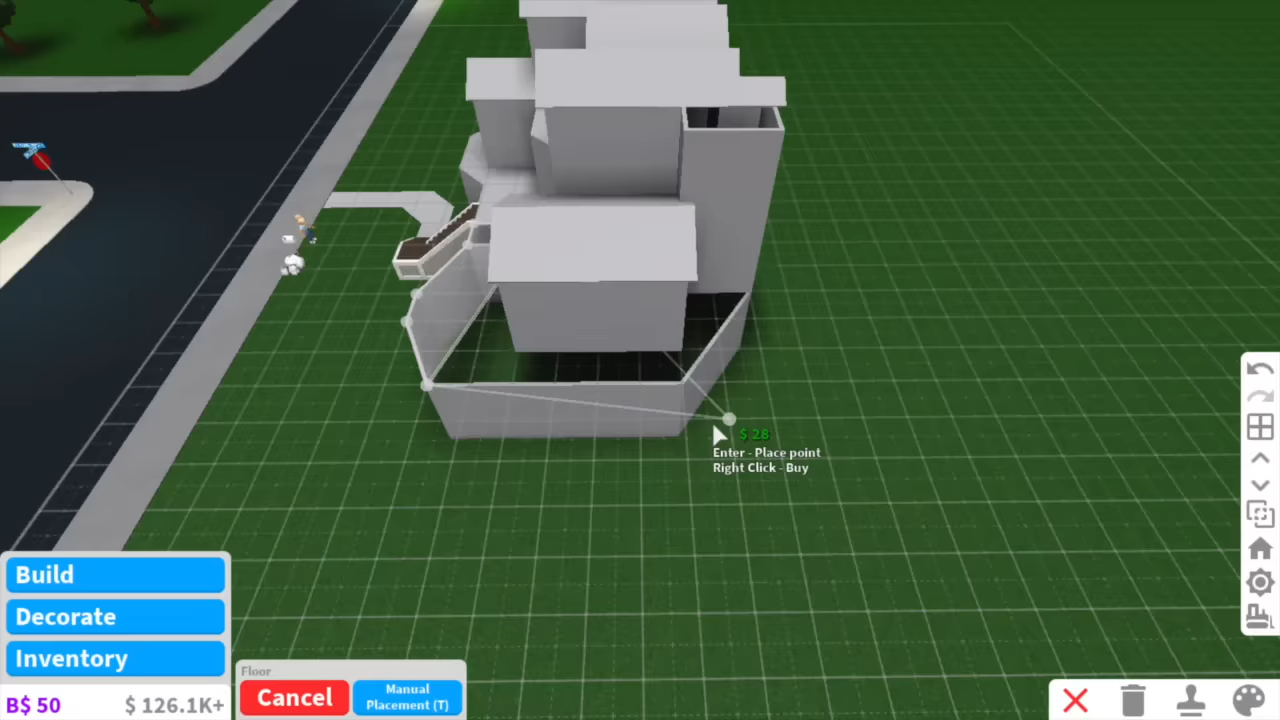 $ 28
Enter - Place point
Right Click - Buy
Build
Decorate
Inventory
B$ 50
$ 126.1K+
Floor
Cancel
Manual
Placement (T)